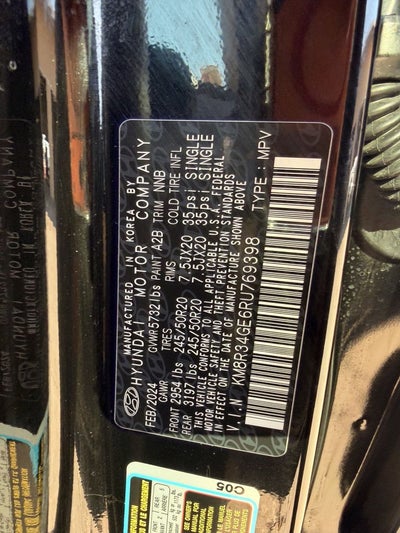 MANUFACTURED IN KOREA BY
HYUNDAI MOTOR COMPANY
FEB/2024 GVWR 5732 lbs PAINT A2B TRIM NNB
GAWR TIRES RIMS COLD TIRE INFL
FRONT 2954 lbs 245/50R20 7.5JX20 35psi SINGLE
REAR 3197 lbs 245/50R20 7.5JX20 35psi SINGLE
THIS VEHICLE CONFORMS TO ALL APPLICABLE U.S.A. FEDERAL
MOTOR VEHICLE SAFETY AND THEFT PREVENTION STANDARDS
IN EFFECT ON THE DATE OF MANUFACTURE SHOWN ABOVE
V.I.N KM8R34GE6RU769398 TYPE : MPV
C05